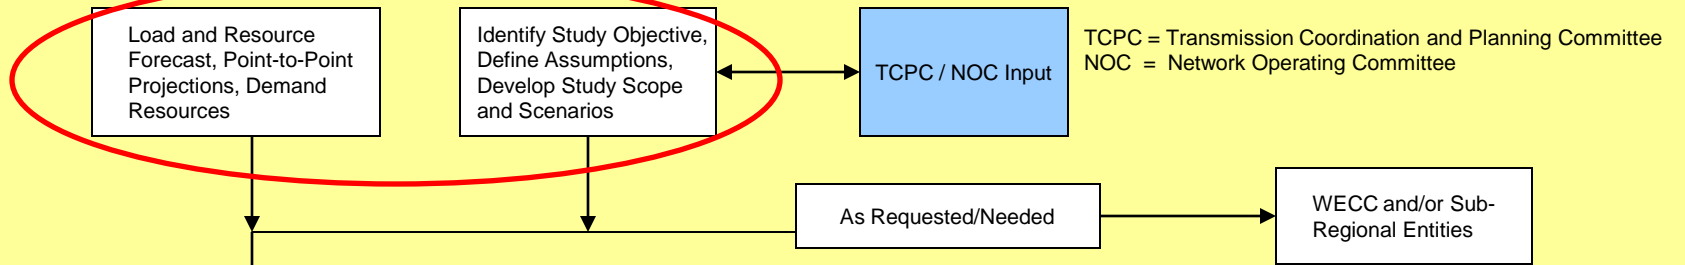 Load and Resource
Forecast, Point-to-Point
Projections, Demand
Resources
Identify Study Objective,
Define Assumptions,
Develop Study Scope
and Scenarios
TCPC / NOC Input
TCPC = Transmission Coordination and Planning Committee
NOC = Network Operating Committee
As Requested/Needed
WECC and/or Sub-
Regional Entities